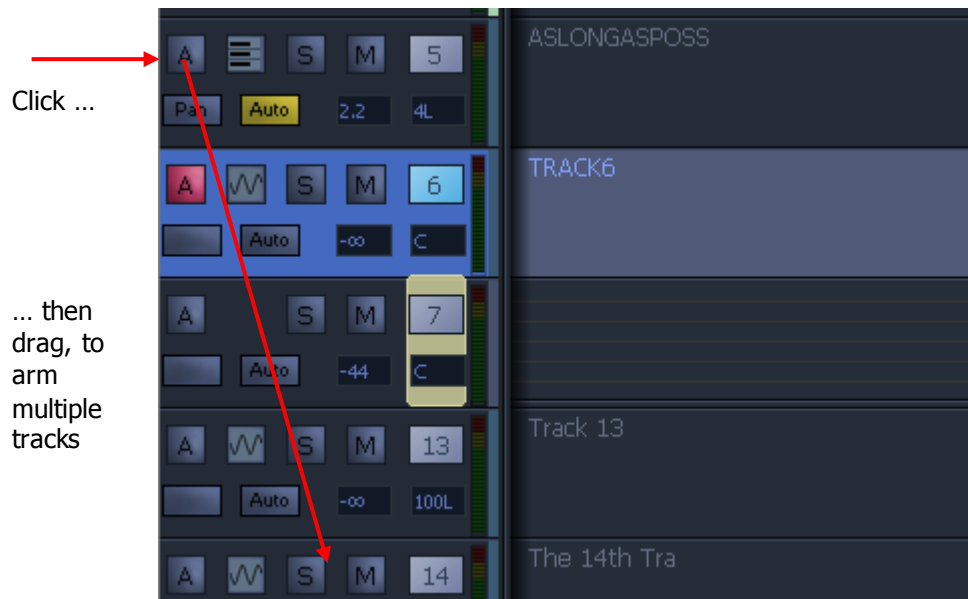 A S M 5 ASLONGASPOSS
Click ...
Pan Auto 2.2 4L
A S M 6 TRACK6
Auto -∞ C
... then
drag, to
arm
multiple
tracks
A S M 7
Auto -44 C
A S M 13 Track 13
Auto -∞ 100L
A S M 14 The 14th Tra